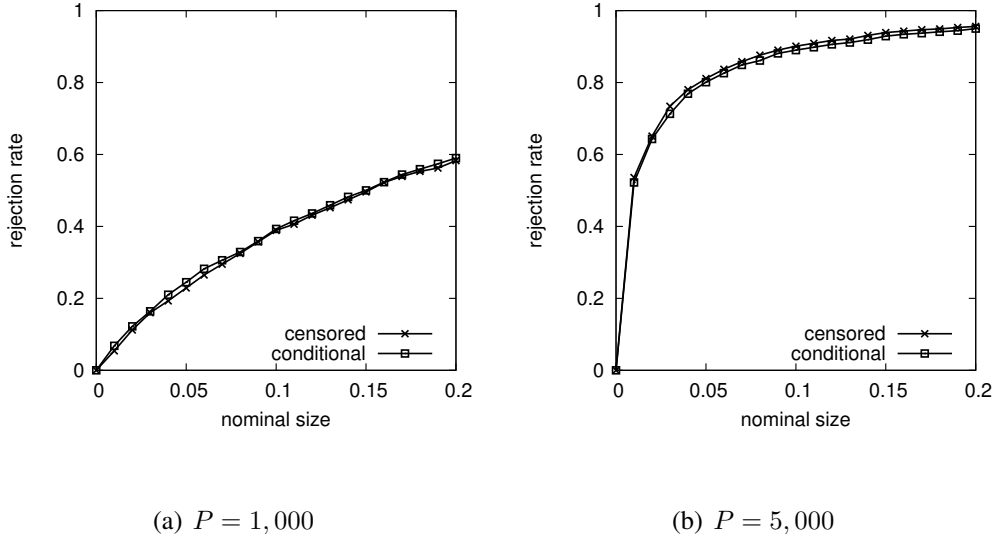 1
0.8
0.6
0.4
0.2
0
rejection rate
0 0.05 0.1 0.15 0.2
nominal size
censored
conditional
(a) P = 1, 000
1
0.8
0.6
0.4
0.2
0
rejection rate
0 0.05 0.1 0.15 0.2
nominal size
censored
conditional
(b) P = 5, 000